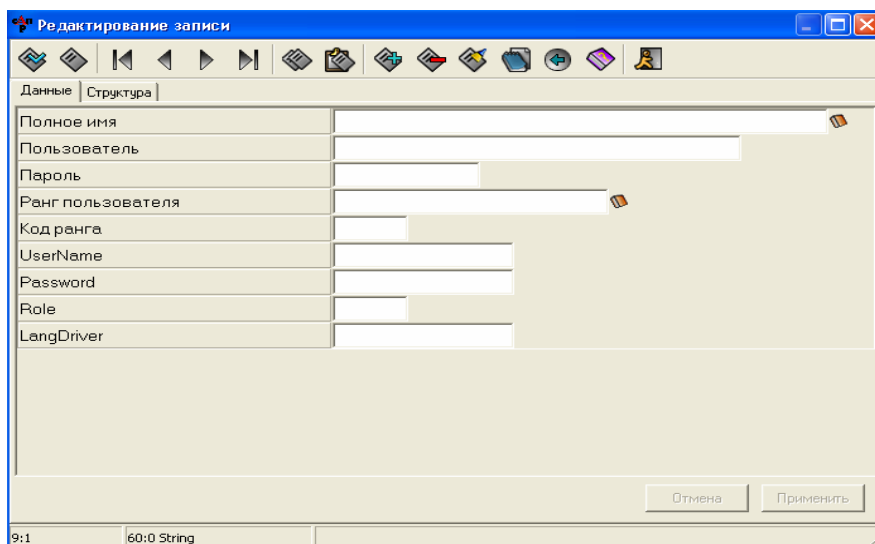 Редактирование записи
Данные Структура
Полное имя
Пользователь
Пароль
Ранг пользователя
Код ранга
UserName
Password
Role
LangDriver
Отмена Применить
9:1 60:0 String